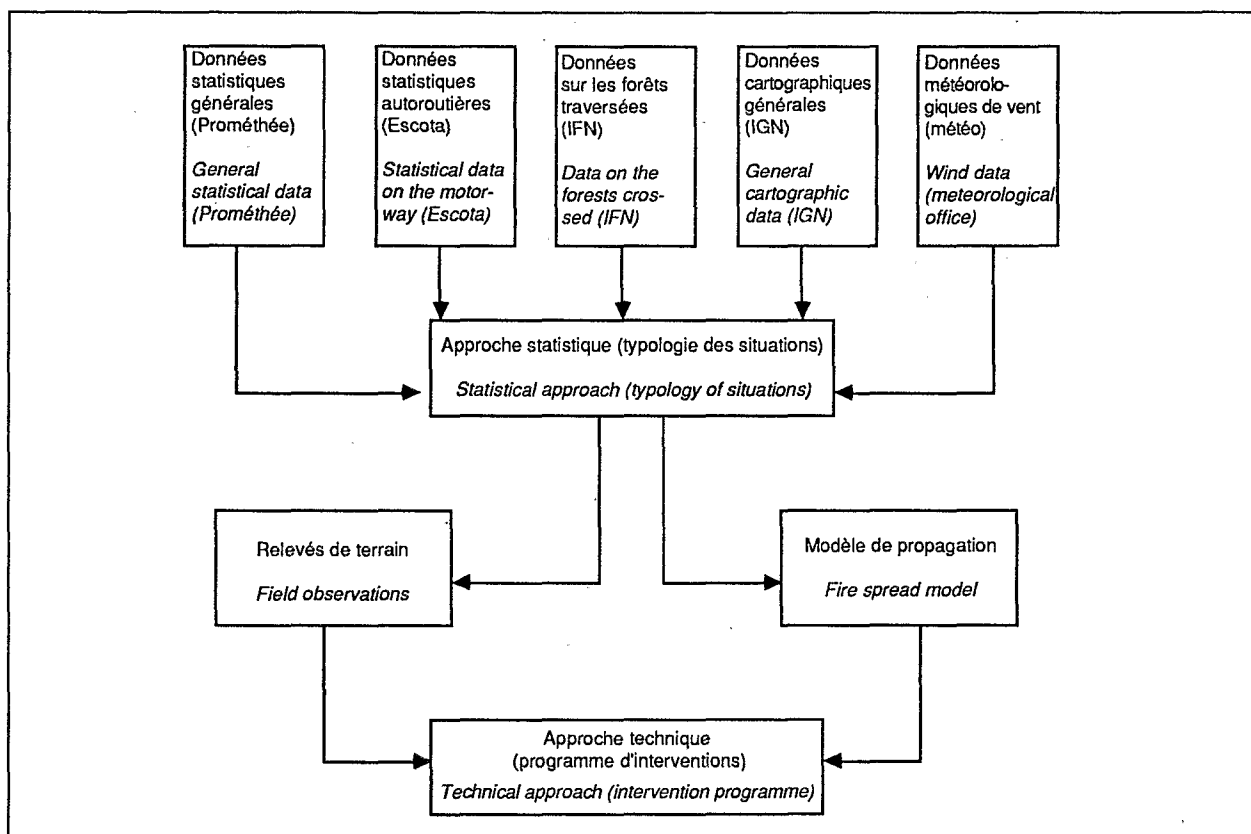 Données
statistiques
générales
(Prométhée)
General
statistical data
(Prométhée)
Données
statistiques
autoroutières
(Escota)
Statistical data
on the motor-
way (Escota)
Données
sur les forêts
traversées
(IFN)
Data on the
forests cros-
sed (IFN)
Données
cartographiques
générales
(IGN)
General
cartographic
data (IGN)
Données
météorolo-
giques de vent
(météo)
Wind data
(meteorological
office)
Approche statistique (typologie des situations)
Statistical approach (typology of situations)
Relevés de terrain
Field observations
Modèle de propagation
Fire spread model
Approche technique
(programme d'interventions)
Technical approach (intervention programme)